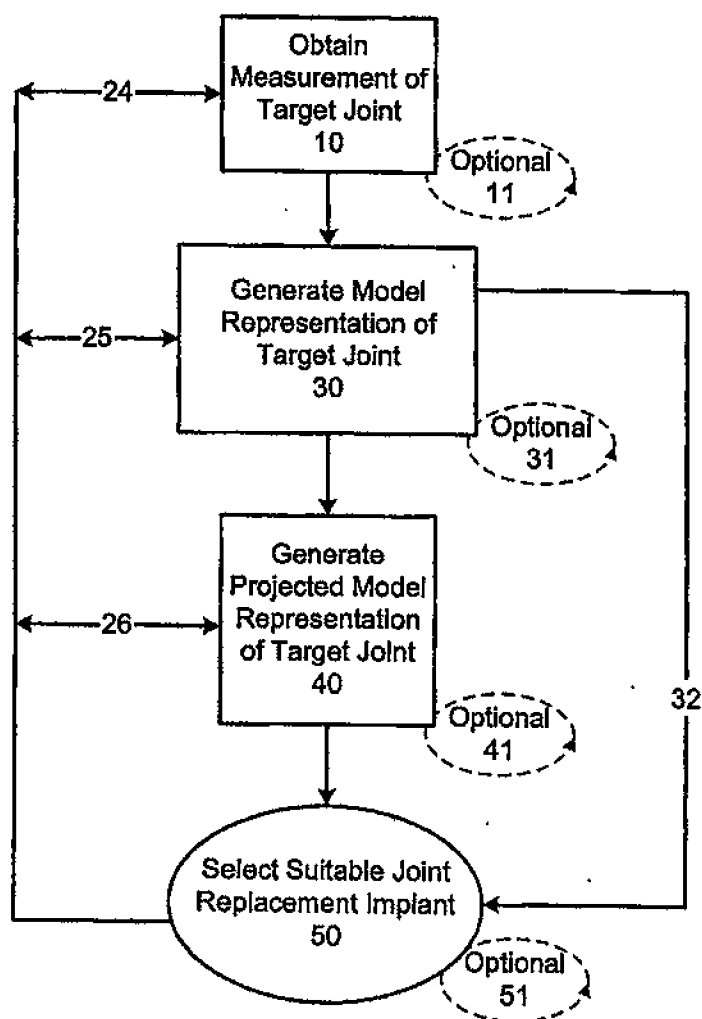 Obtain
Measurement of
Target Joint
10
24
Optional
11
Generate Model
Representation of
Target Joint
30
25
Optional
31
Generate
Projected Model
Representation
of Target Joint
40
26
32
Optional
41
Select Suitable Joint
Replacement Implant
50
Optional
51